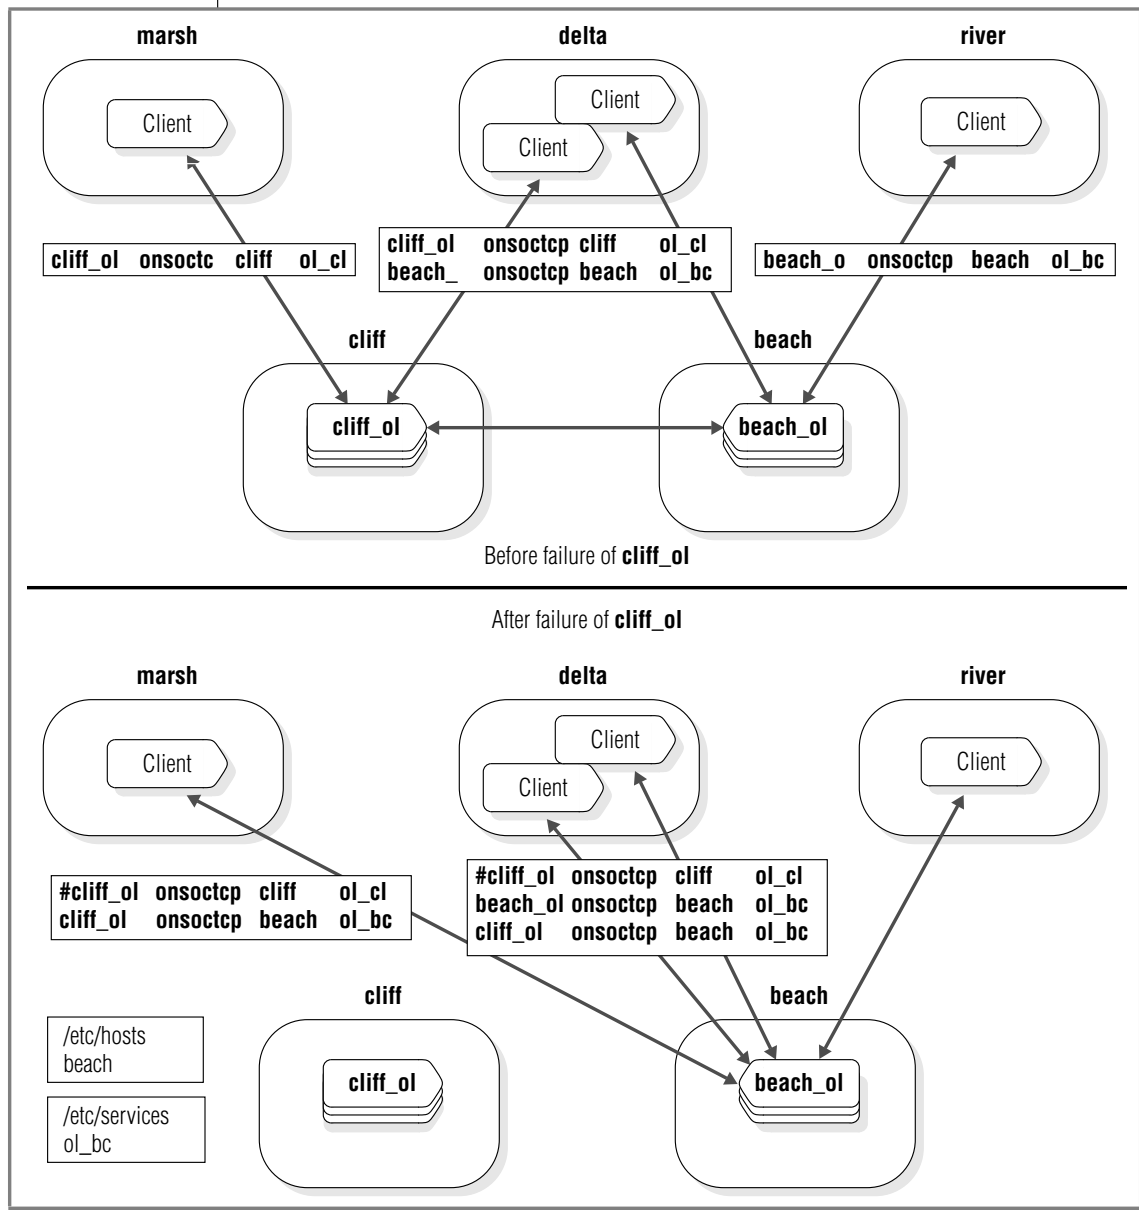 marsh delta river
Client
Client
Client
Client
cliff_ol onsoctc cliff ol_cl
cliff_ol onsoctcp cliff ol_cl
beach_ onsoctcp beach ol_bc
beach_o onsoctcp beach ol_bc
cliff beach
cliff_ol beach_ol
Before failure of cliff_ol
After failure of cliff_ol
marsh delta river
Client
Client
Client
Client
#cliff_ol onsoctcp cliff ol_cl
cliff_ol onsoctcp beach ol_bc
#cliff_ol onsoctcp cliff ol_cl
beach_ol onsoctcp beach ol_bc
cliff_ol onsoctcp beach ol_bc
cliff beach
/etc/hosts
beach
cliff_ol beach_ol
/etc/services
ol_bc